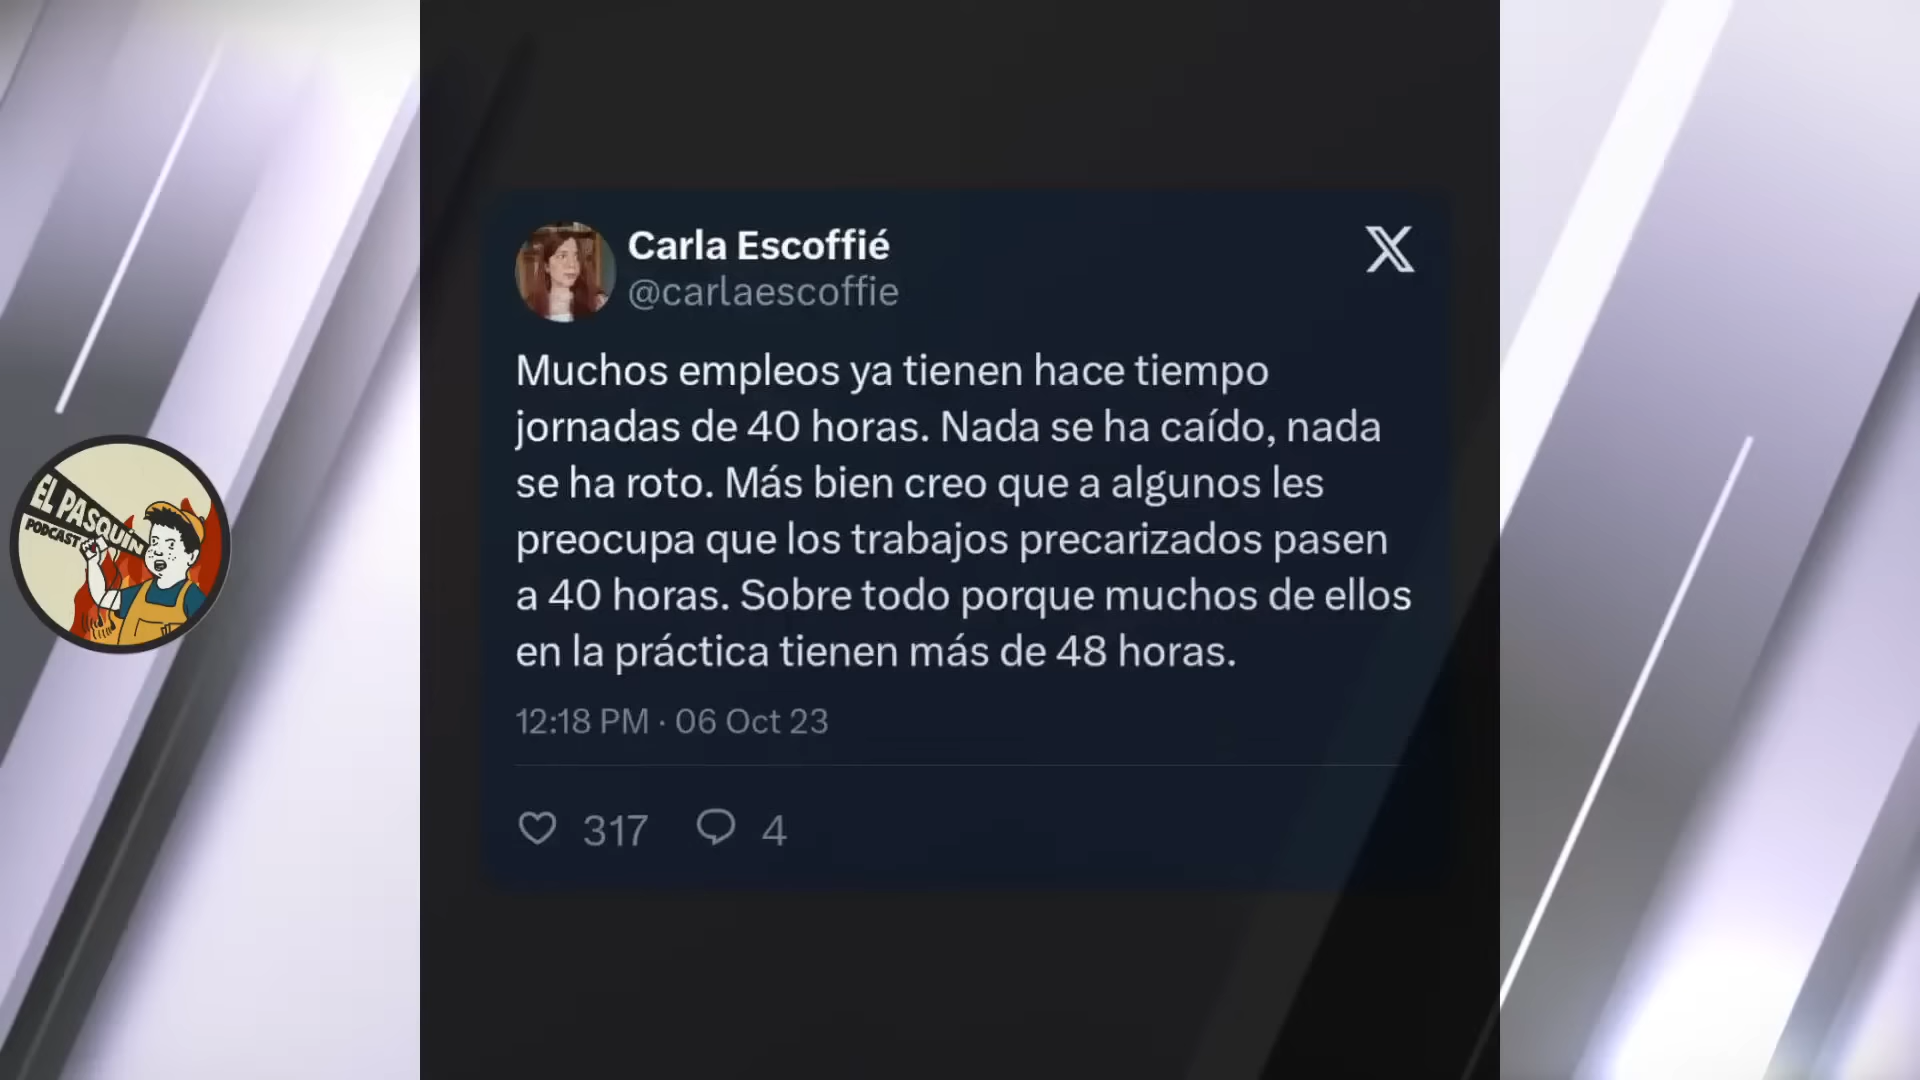 EL PASQUÍN
PODCAST
Carla Escoffié
@carlaescoffie
Muchos empleos ya tienen hace tiempo
jornadas de 40 horas. Nada se ha caído, nada
se ha roto. Más bien creo que a algunos les
preocupa que los trabajos precarizados pasen
a 40 horas. Sobre todo porque muchos de ellos
en la práctica tienen más de 48 horas.
12:18 PM · 06 Oct 23
317 4